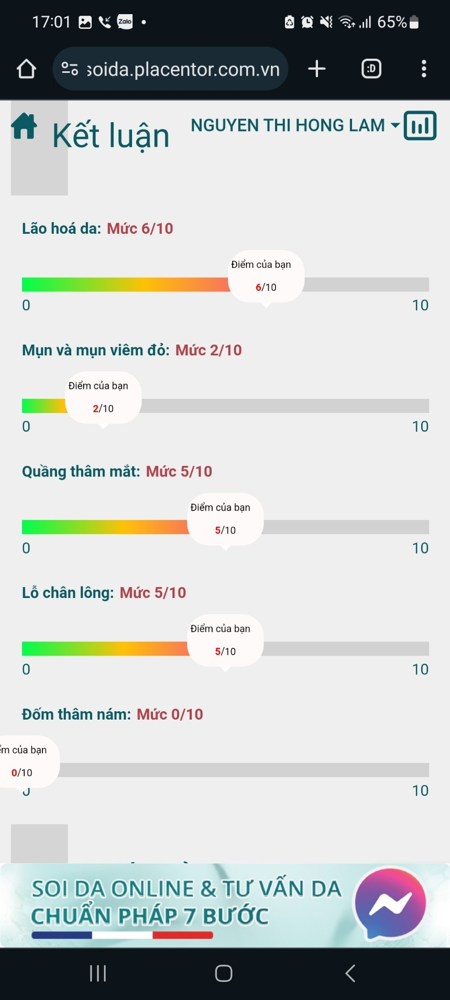 17:01 Zalo 65%
soida.placentor.com.vn :D
Kết luận NGUYEN THI HONG LAM
Lão hoá da: Mức 6/10
Điểm của bạn
6/10
0 10
Mụn và mụn viêm đỏ: Mức 2/10
Điểm của bạn
2/10
0 10
Quầng thâm mắt: Mức 5/10
Điểm của bạn
5/10
0 10
Lỗ chân lông: Mức 5/10
Điểm của bạn
5/10
0 10
Đốm thâm nám: Mức 0/10
của bạn
0/10
0 10
SOI DA ONLINE & TƯ VẤN DA
CHUẨN PHÁP 7 BƯỚC